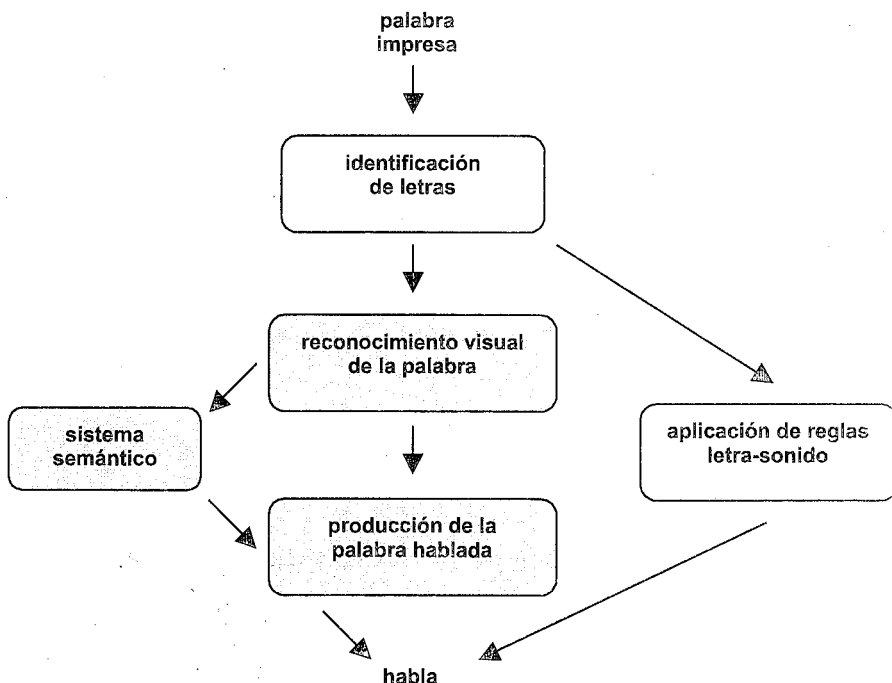 palabra
impresa
identificación
de letras
reconocimiento visual
de la palabra
sistema
semántico
aplicación de reglas
letra-sonido
producción de la
palabra hablada
habla